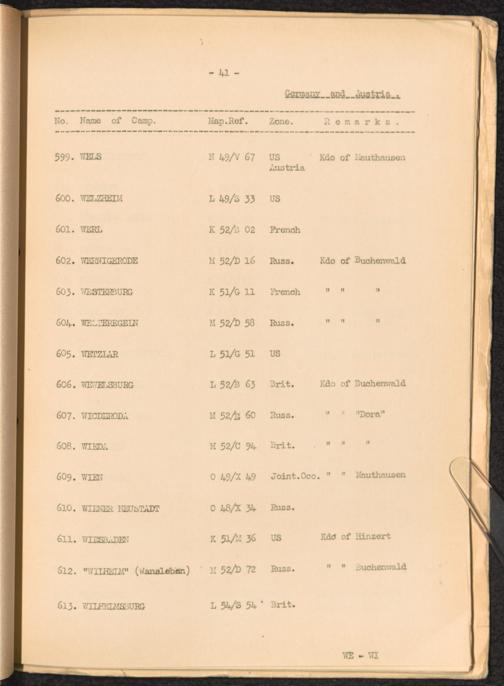 - 41 -
Germany and Austria.
No. Name of Camp. Map.Ref. Zone. Remarks.
599. WELS N 49/V 67 US Austria Kdo of Mauthausen
600. WELZHEIM L 49/S 33 US
601. WERL K 52/B 02 French
602. WERNIGERODE M 52/D 16 Russ. Kdo of Buchenwald
603. WESTERBURG K 51/G 11 French " " "
604. WESTEREGELN M 52/D 58 Russ. " " "
605. WETZLAR L 51/G 51 US
606. WEWELSBURG L 52/B 63 Brit. Kdo of Buchenwald
607. M 52/H 60 Russ. " " "Dora"
608. WIEDA M 52/C 94 Brit. " " "
609. WIEN O 49/X 49 Joint.Occ. " " Mauthausen
610. WIENER NEUSTADT O 48/X 34 Russ.
611. WIESBADEN K 51/M 36 US Kdo of Hinzert
612. "WILHELM" (Wansleben) M 52/D 72 Russ. " " Buchenwald
613. WILHELMSBURG L 54/S 54 Brit.
WE - WI